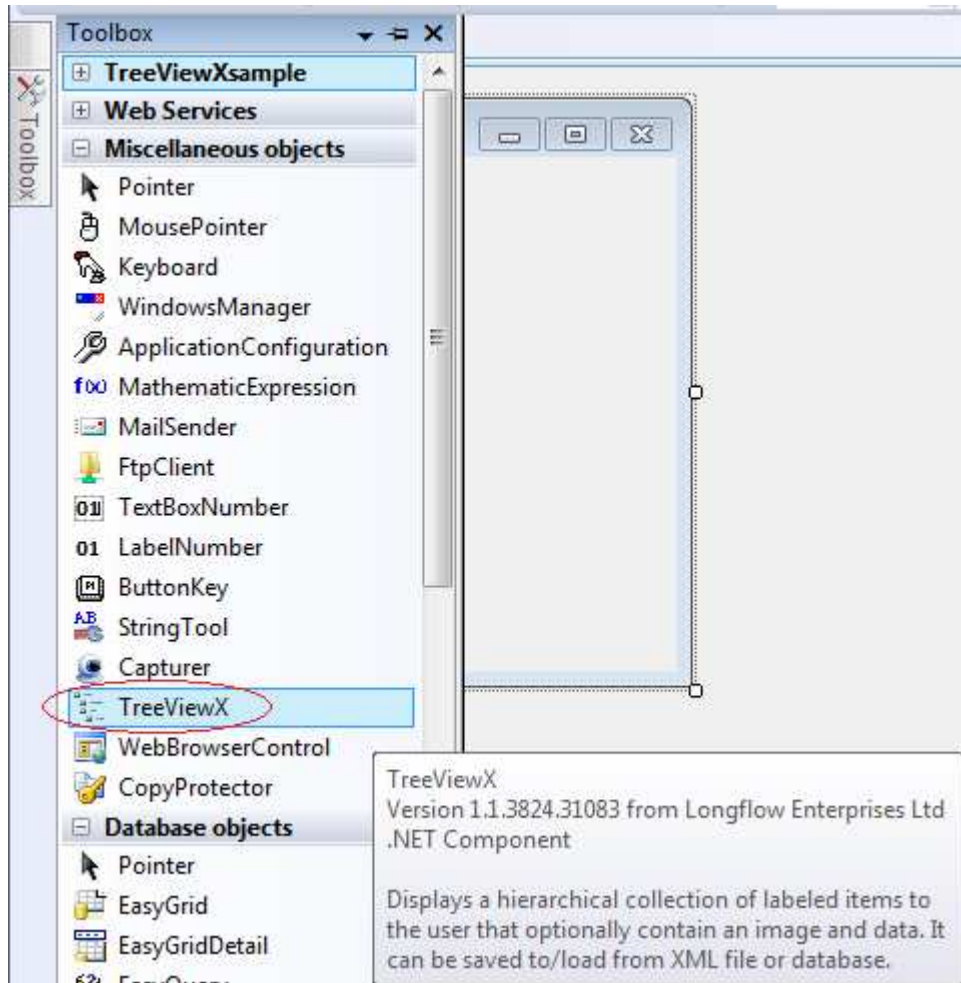 Toolbox
Toolbox
TreeViewXsample
Web Services
Miscellaneous objects
Pointer
MousePointer
Keyboard
WindowsManager
ApplicationConfiguration
f(x) MathematicExpression
MailSender
FtpClient
01 TextBoxNumber
01 LabelNumber
ButtonKey
AB StringTool
Capturer
TreeViewX
WebBrowserControl
CopyProtector
Database objects
Pointer
EasyGrid
EasyGridDetail
TreeViewX
Version 1.1.3824.31083 from Longflow Enterprises Ltd
.NET Component
Displays a hierarchical collection of labeled items to
the user that optionally contain an image and data. It
can be saved to/load from XML file or database.